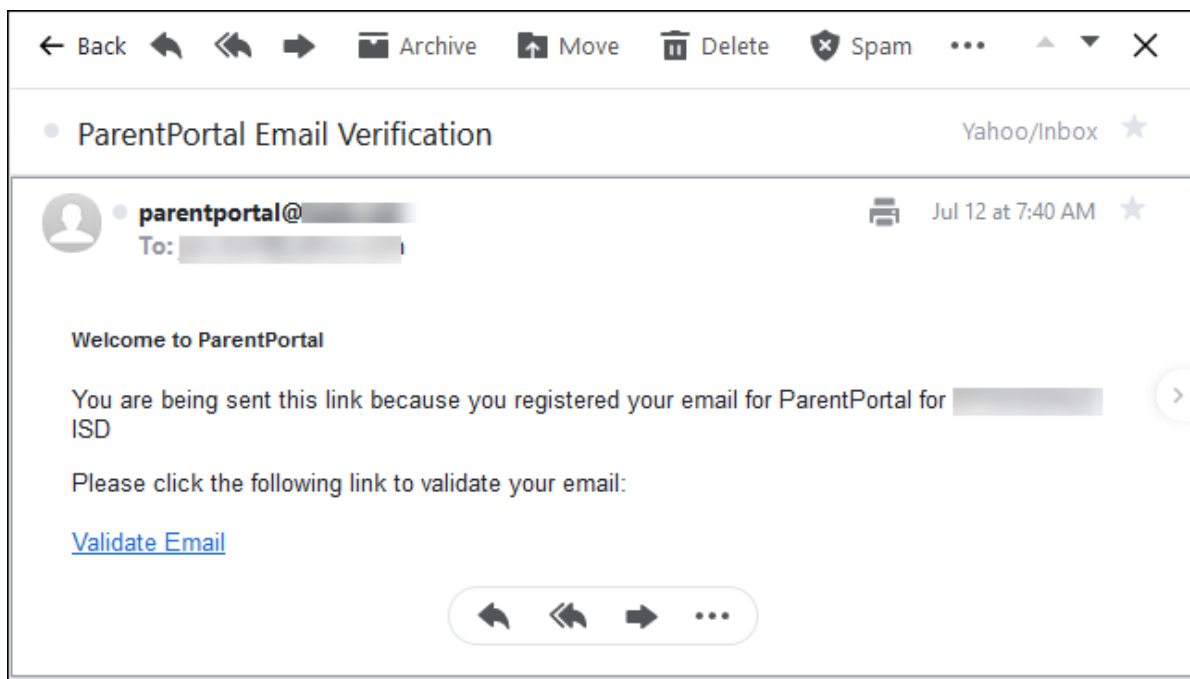 Back Archive Move Delete Spam
ParentPortal Email Verification Yahoo/Inbox
parentportal@ Jul 12 at 7:40 AM
To:
Welcome to ParentPortal
You are being sent this link because you registered your email for ParentPortal for
ISD
Please click the following link to validate your email:
Validate Email